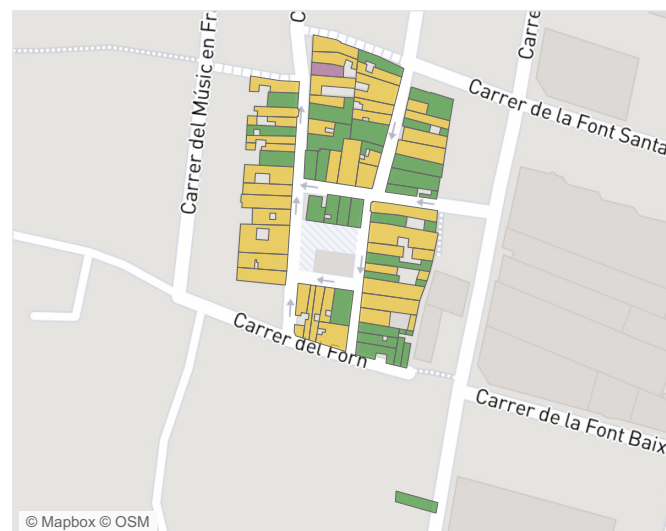 Carrer del Músic en Fr
C
Carre
Carrer de la Font Santa
Carrer del Forn
Carrer de la Font Baix
© Mapbox © OSM